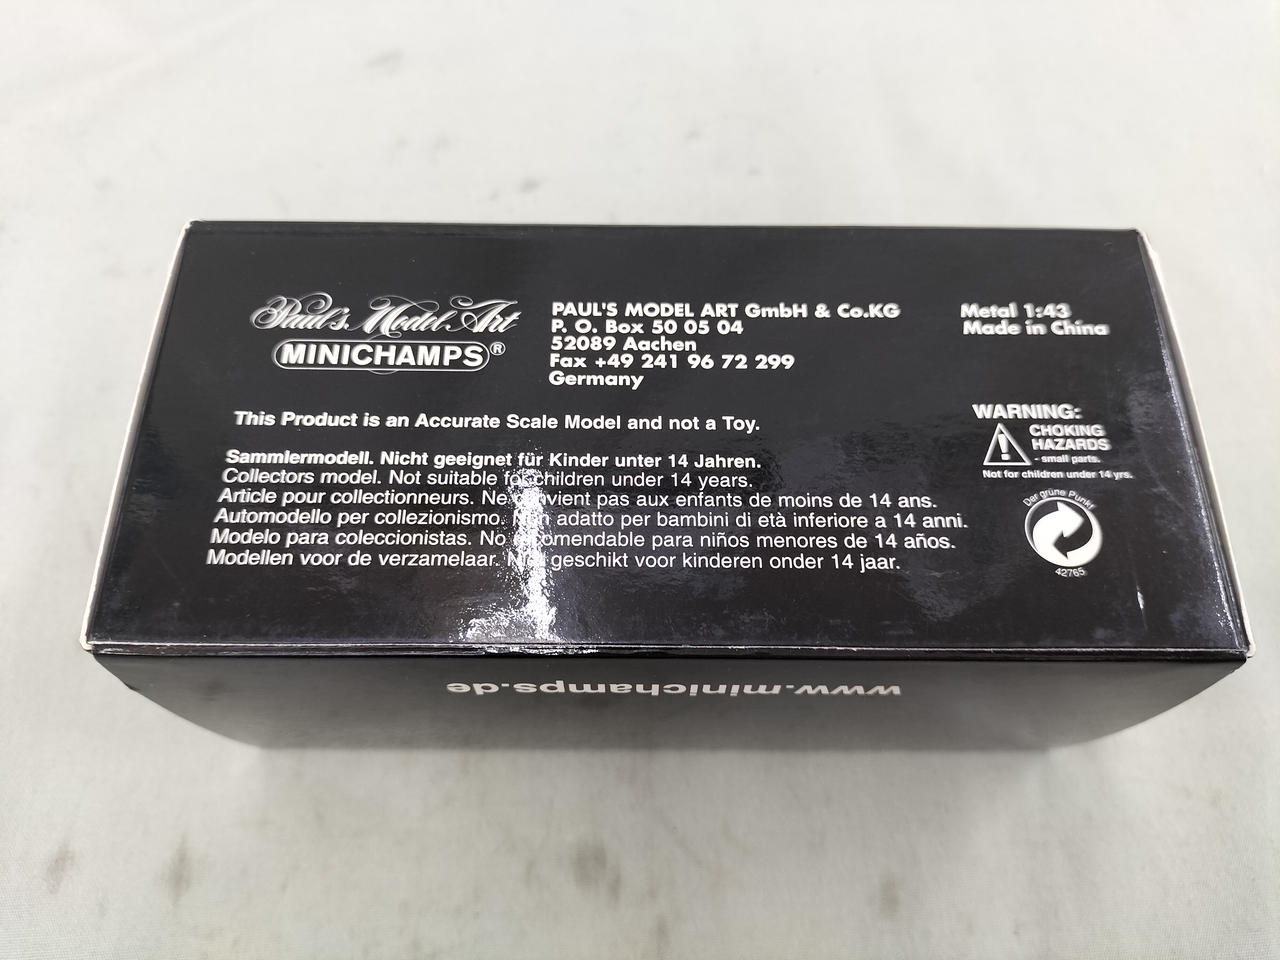 Paul's Model Art
MINICHAMPS®
PAUL'S MODEL ART GmbH & Co.KG
P. O. Box 50 05 04
52089 Aachen
Fax +49 241 96 72 299
Germany
Metal 1:43
Made in China
This Product is an Accurate Scale Model and not a Toy.
Sammlermodell. Nicht geeignet für Kinder unter 14 Jahren.
Collectors model. Not suitable for children under 14 years.
Article pour collectionneurs. Ne convient pas aux enfants de moins de 14 ans.
Automodello per collezionismo. Non adatto per bambini di età inferiore a 14 anni.
Modelo para coleccionistas. No recomendable para niños menores de 14 años.
Modellen voor de verzamelaar. Niet geschikt voor kinderen onder 14 jaar.
WARNING:
CHOKING
HAZARDS
- small parts.
Not for children under 14 yrs.
Der grüne Punkt
42765
www.minichamps.de